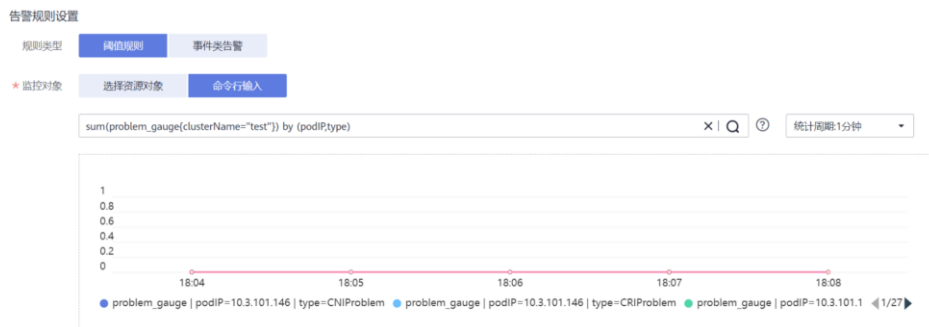 告警规则设置
规则类型 阈值规则 事件类告警
* 监控对象 选择资源对象 命令行输入
sum(problem_gauge{clusterName="test"}) by (podIP,type) 统计周期:1分钟
1
0.8
0.6
0.4
0.2
0
18:04 18:05 18:06 18:07 18:08
problem_gauge | podIP=10.3.101.146 | type=CNIProblem problem_gauge | podIP=10.3.101.146 | type=CRIProblem problem_gauge | podIP=10.3.101.1 1/27